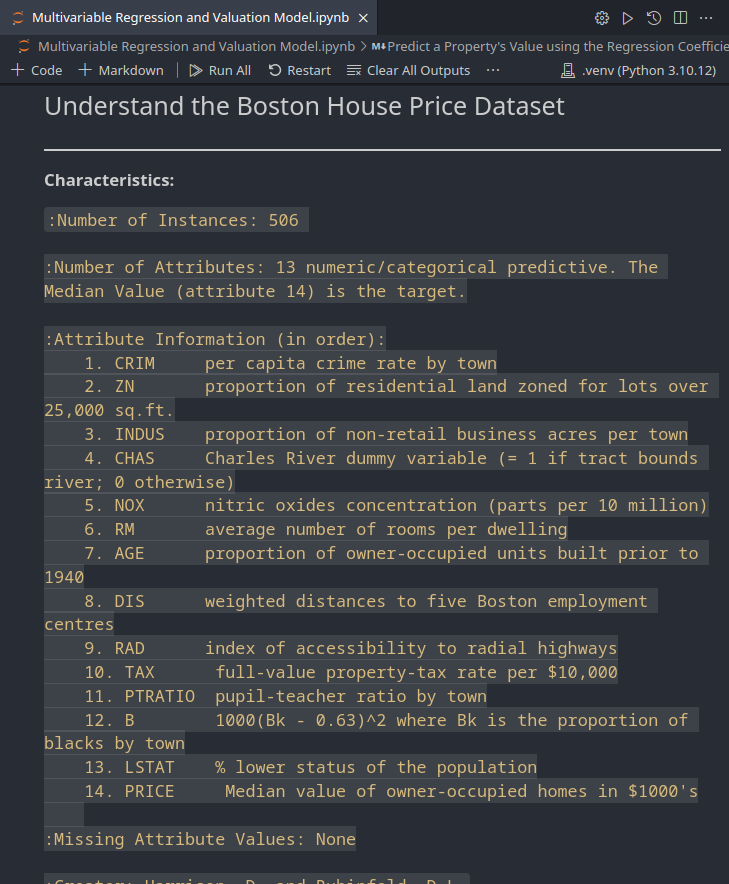 Multivariable Regression and Valuation Model.ipynb
Multivariable Regression and Valuation Model.ipynb > M↓Predict a Property's Value using the Regression
+ Code + Markdown Run All Restart Clear All Outputs ... .venv (Python 3.10.12)
Understand the Boston House Price Dataset
Characteristics:
:Number of Instances: 506
:Number of Attributes: 13 numeric/categorical predictive. The
Median Value (attribute 14) is the target.
:Attribute Information (in order):
1. CRIM per capita crime rate by town
2. ZN proportion of residential land zoned for lots over
25,000 sq.ft.
3. INDUS proportion of non-retail business acres per town
4. CHAS Charles River dummy variable (= 1 if tract bounds
river; 0 otherwise)
5. NOX nitric oxides concentration (parts per 10 million)
6. RM average number of rooms per dwelling
7. AGE proportion of owner-occupied units built prior to
1940
8. DIS weighted distances to five Boston employment
centres
9. RAD index of accessibility to radial highways
10. TAX full-value property-tax rate per $10,000
11. PTRATIO pupil-teacher ratio by town
12. B 1000(Bk - 0.63)^2 where Bk is the proportion of
blacks by town
13. LSTAT % lower status of the population
14. PRICE Median value of owner-occupied homes in $1000's
:Missing Attribute Values: None